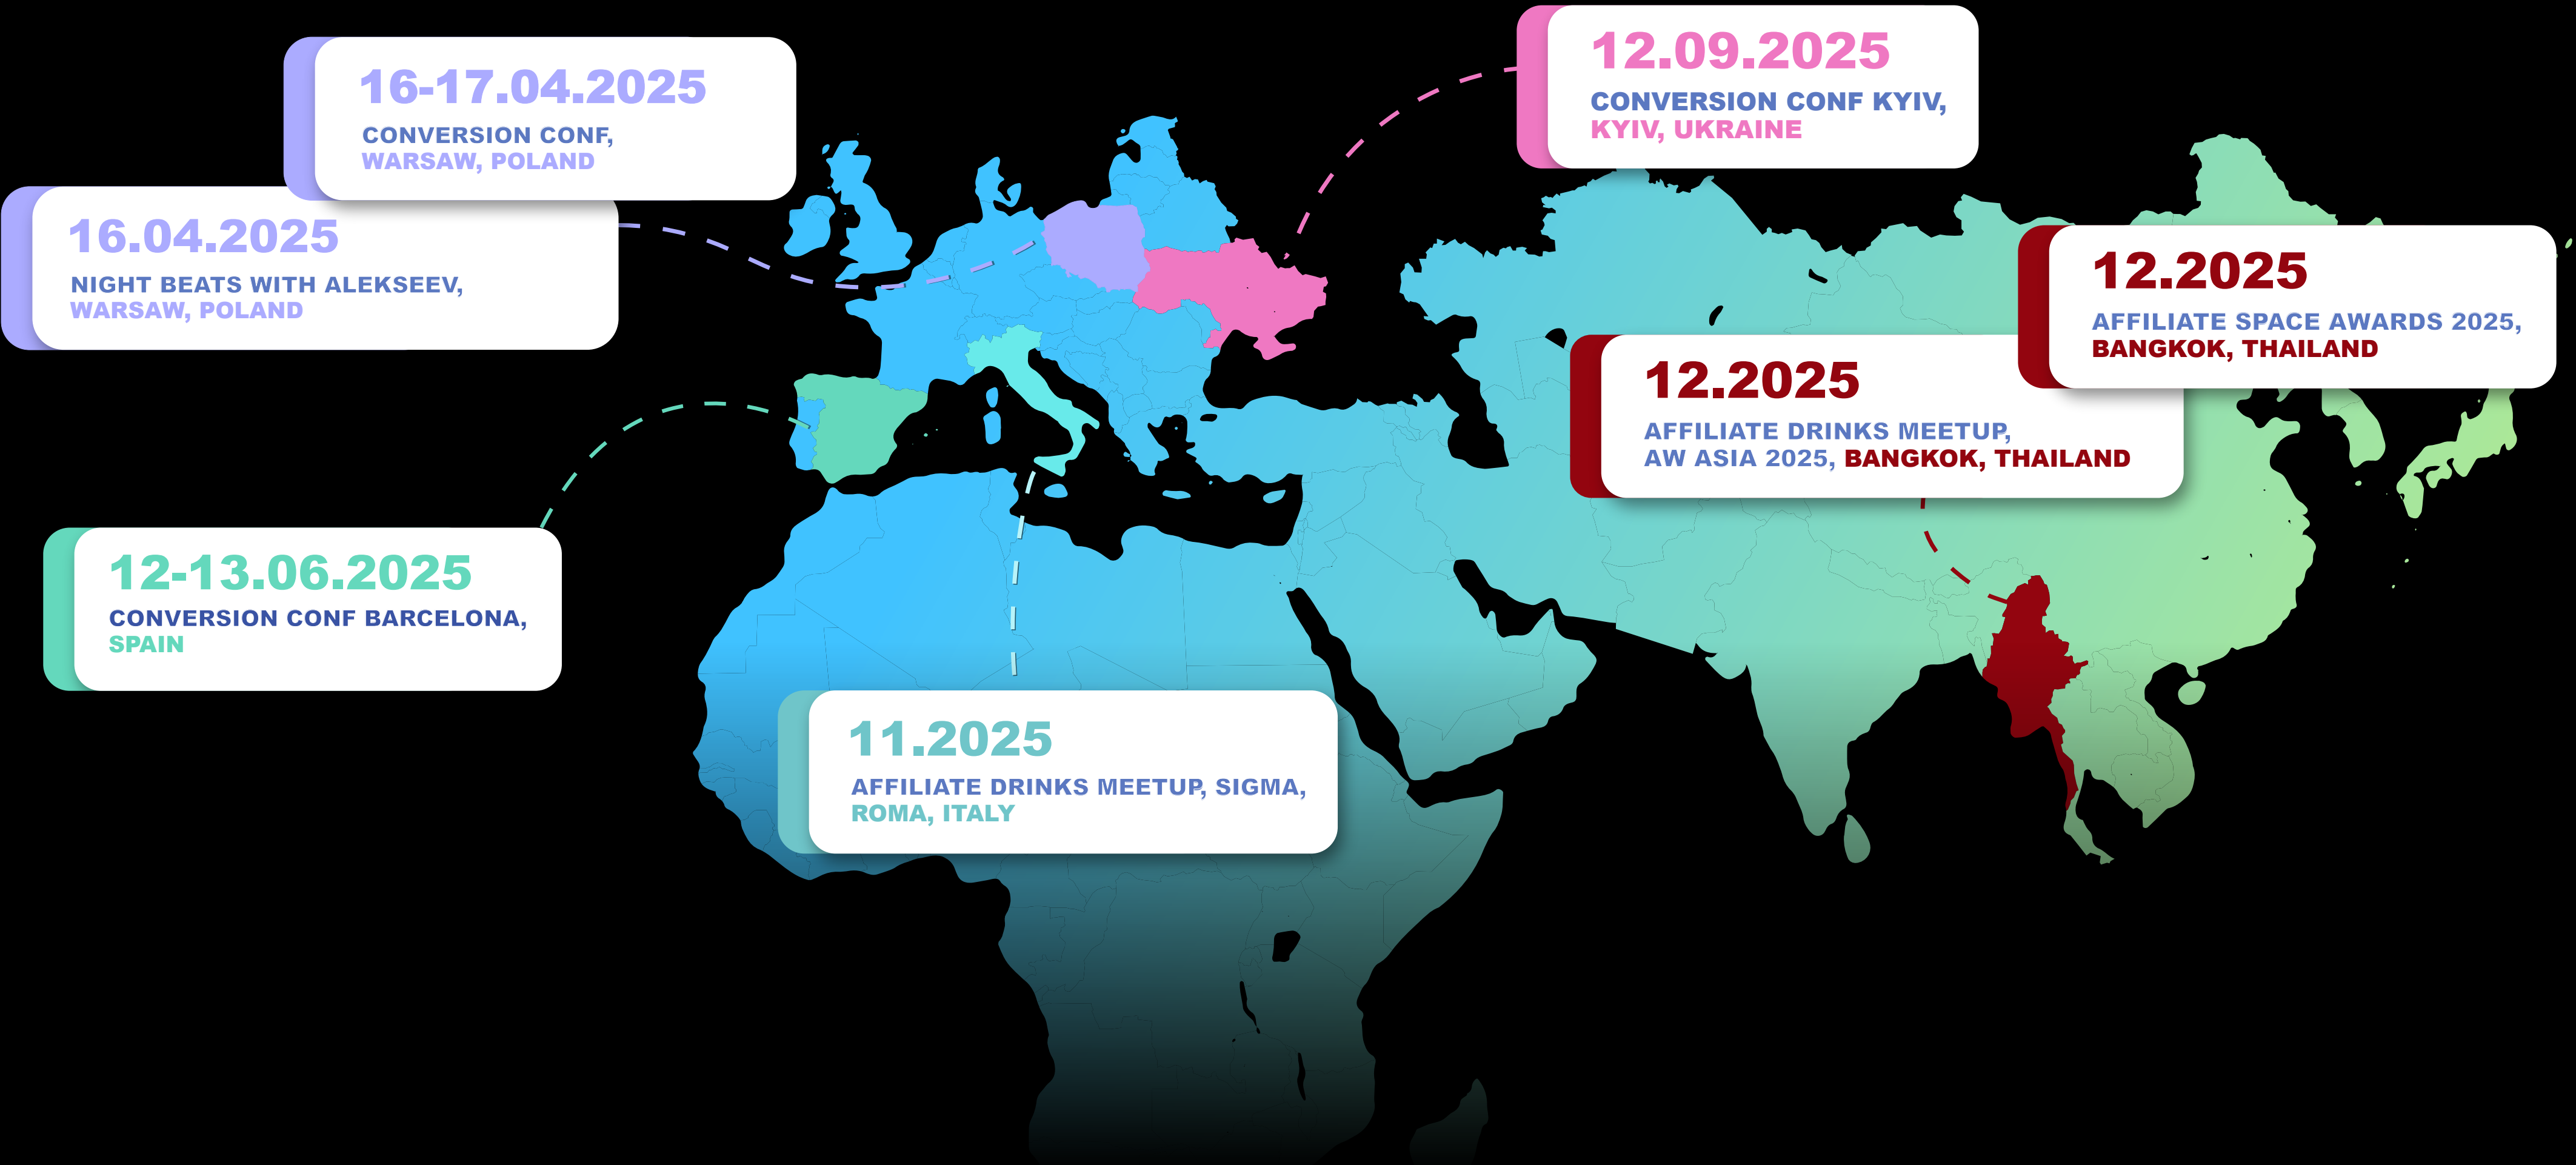 16-17.04.2025
CONVERSION CONF,
WARSAW, POLAND
16.04.2025
NIGHT BEATS WITH ALEKSEEV,
WARSAW, POLAND
12.09.2025
CONVERSION CONF KYIV,
KYIV, UKRAINE
12.2025
AFFILIATE SPACE AWARDS 2025,
BANGKOK, THAILAND
12.2025
AFFILIATE DRINKS MEETUP,
AW ASIA 2025, BANGKOK, THAILAND
12-13.06.2025
CONVERSION CONF BARCELONA,
SPAIN
11.2025
AFFILIATE DRINKS MEETUP, SIGMA,
ROMA, ITALY